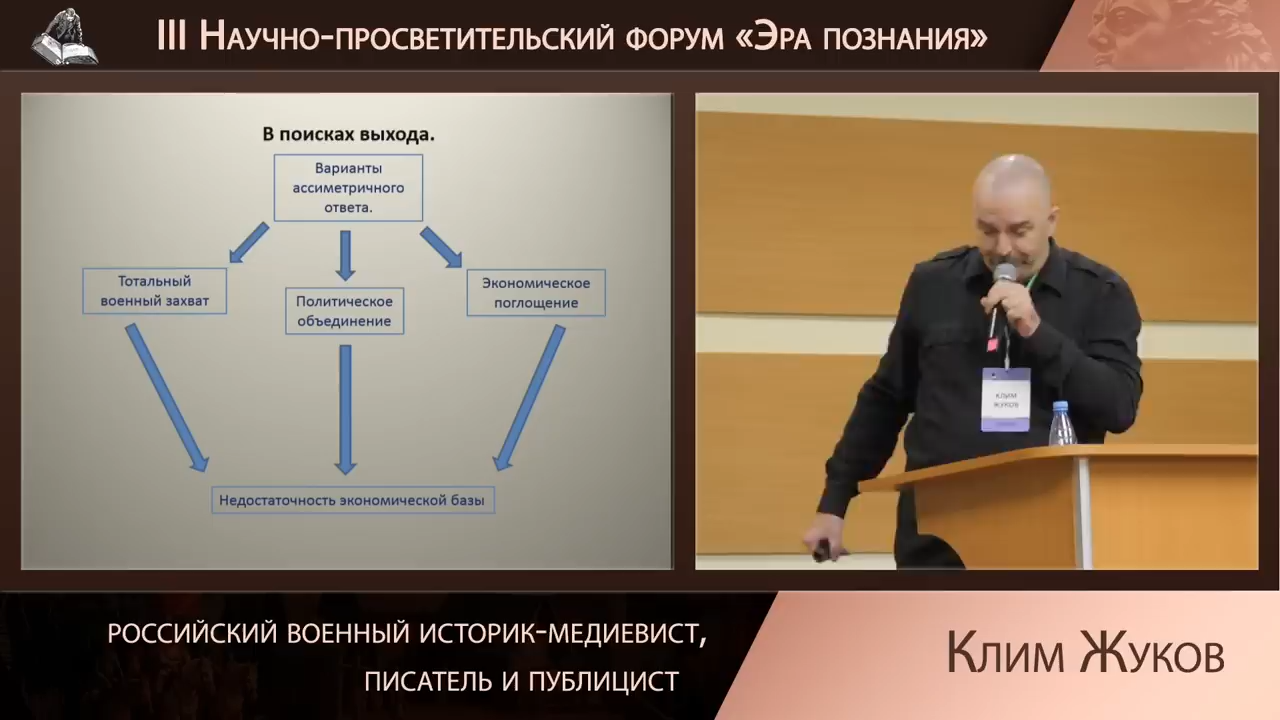 III Научно-просветительский форум «Эра познания»
В поисках выхода.
Варианты
ассиметричного
ответа.
Тотальный
военный захват
Политическое
объединение
Экономическое
поглощение
Недостаточность экономической базы
КЛИМ
ЖУКОВ
российский военный историк-медиевист,
писатель и публицист
Клим Жуков